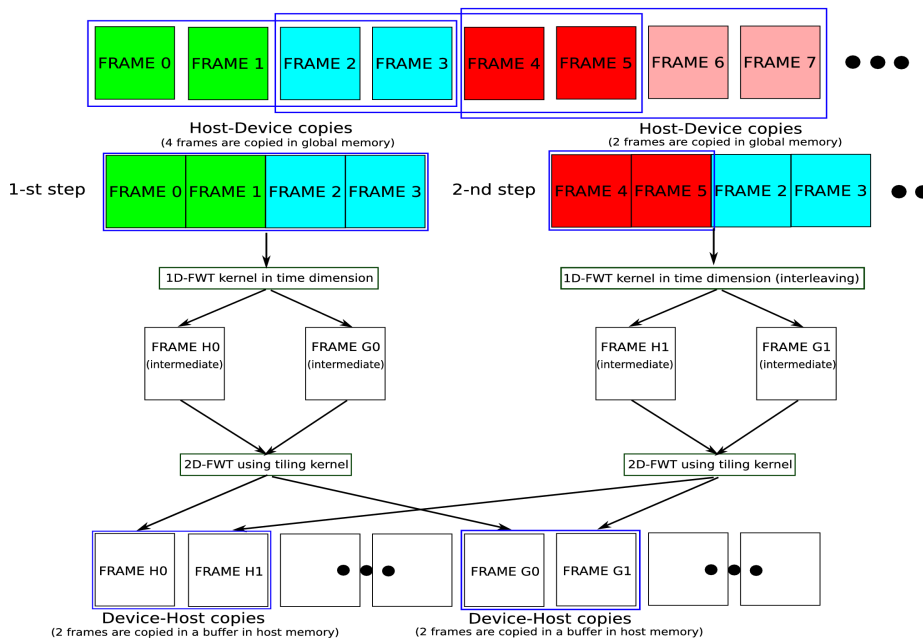 FRAME 0 FRAME 1 FRAME 2 FRAME 3 FRAME 4 FRAME 5 FRAME 6 FRAME 7
Host-Device copies
(4 frames are copied in global memory)
Host-Device copies
(2 frames are copied in global memory)
1-st step
FRAME 0 FRAME 1 FRAME 2 FRAME 3
2-nd step
FRAME 4 FRAME 5 FRAME 2 FRAME 3
1D-FWT kernel in time dimension
1D-FWT kernel in time dimension (interleaving)
FRAME H0
(intermediate)
FRAME G0
(intermediate)
FRAME H1
(intermediate)
FRAME G1
(intermediate)
2D-FWT using tiling kernel
2D-FWT using tiling kernel
FRAME H0 FRAME H1 FRAME G0 FRAME G1
Device-Host copies
(2 frames are copied in a buffer in host memory)
Device-Host copies
(2 frames are copied in a buffer in host memory)